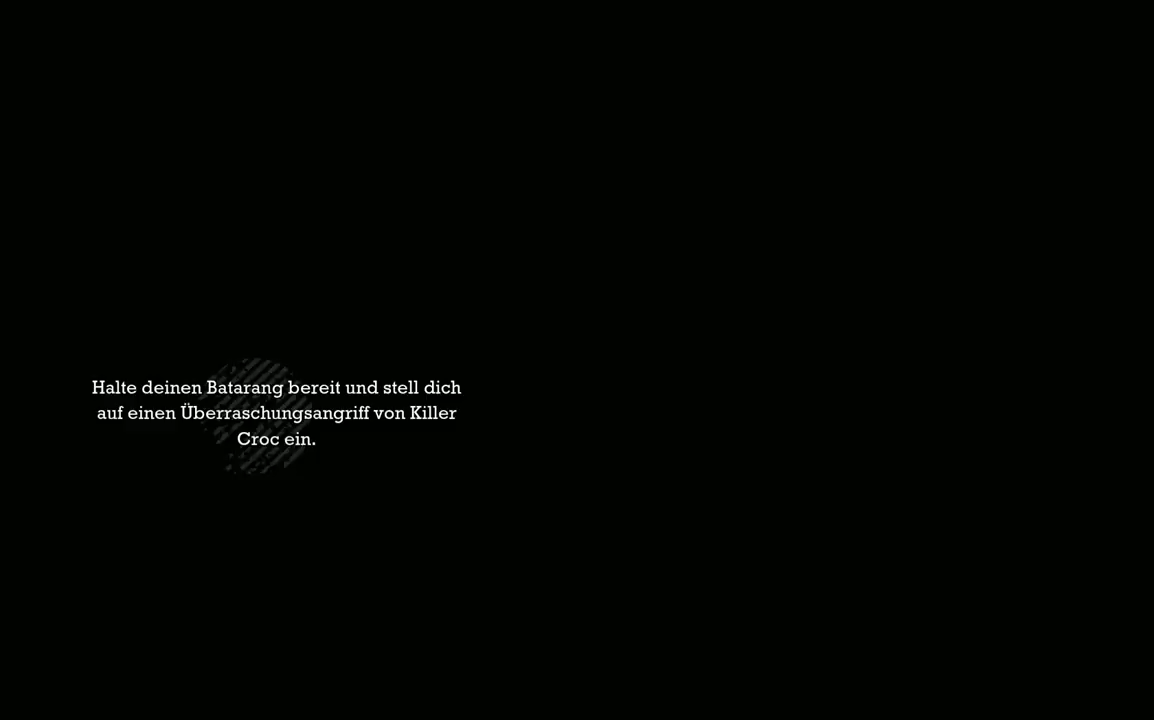 Halte deinen Batarang bereit und stell dich
auf einen Überraschungsangriff von Killer
Croc ein.